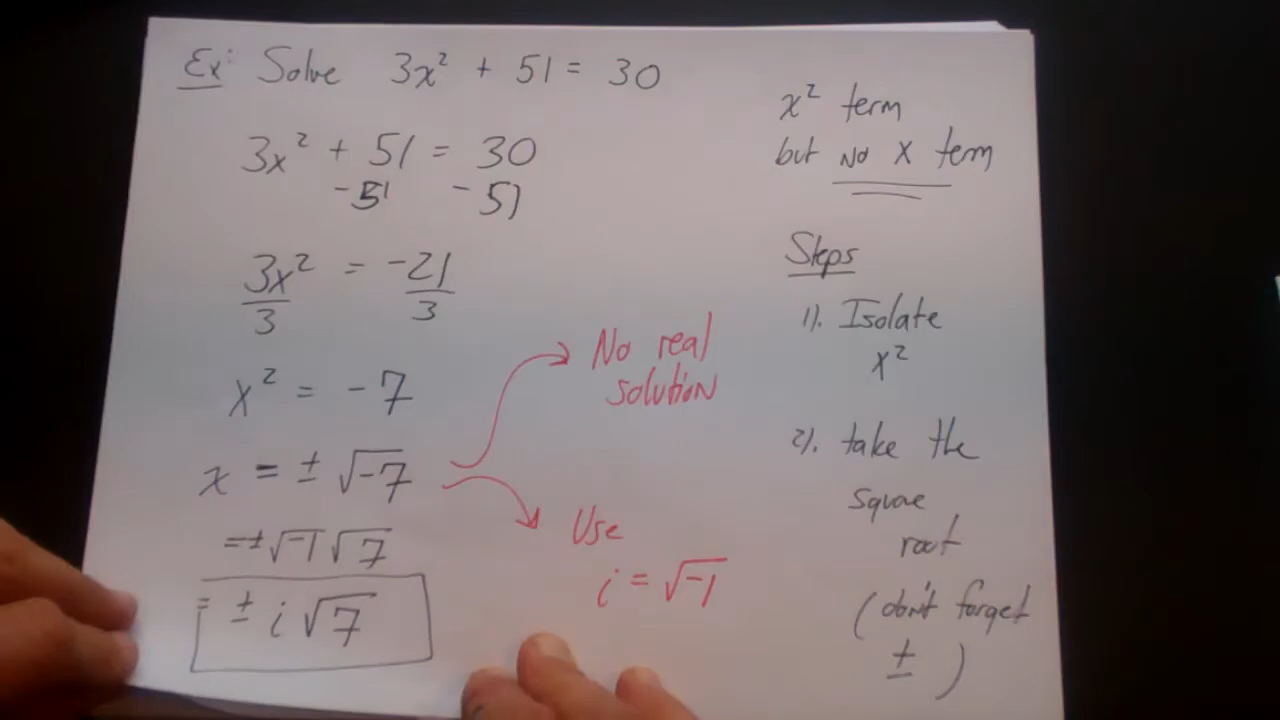 Ex: Solve 3x² + 51 = 30
3x² + 51 = 30
-51 -51
3x² = -21
3 3
x² = -7
x = ± √-7
= ± √-1 √7
= ± i √7
No real
solution
Use
i = √-1
x² term
but no x term
Steps
1). Isolate
x²
2). take the
square
root
(don't forget
± )